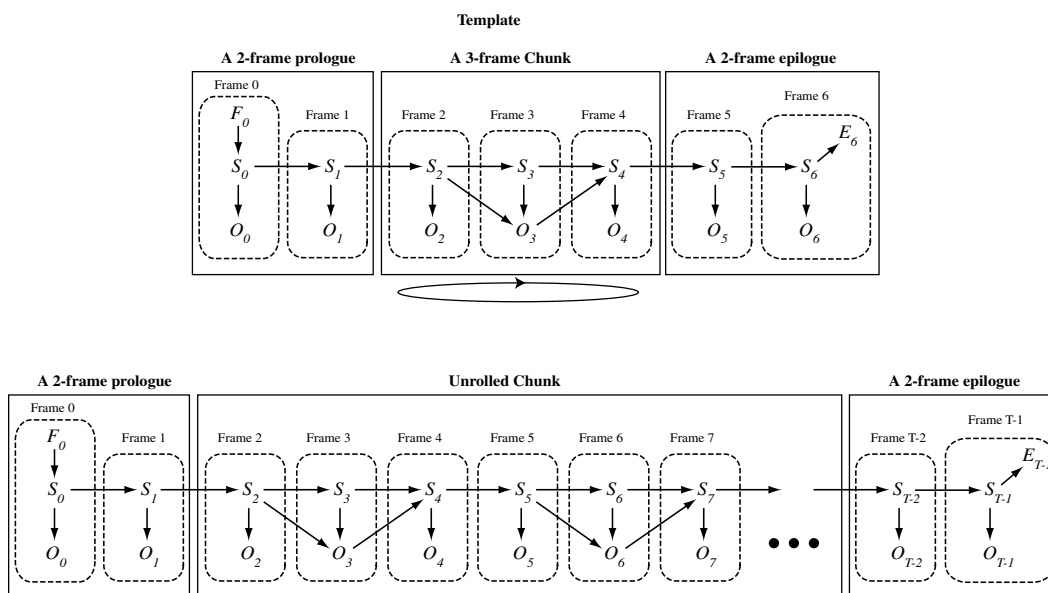 Template
A 2-frame prologue A 3-frame Chunk A 2-frame epilogue
Frame 0 Frame 6
Frame 1 Frame 2 Frame 3 Frame 4 Frame 5
F0 E6
S0 S1 S2 S3 S4 S5 S6
O0 O1 O2 O3 O4 O5 O6
A 2-frame prologue Unrolled Chunk A 2-frame epilogue
Frame 0 Frame T-1
Frame 1 Frame 2 Frame 3 Frame 4 Frame 5 Frame 6 Frame 7 Frame T-2
F0 ET-1
S0 S1 S2 S3 S4 S5 S6 S7 ST-2 ST-1
O0 O1 O2 O3 O4 O5 O6 O7 OT-2 OT-1